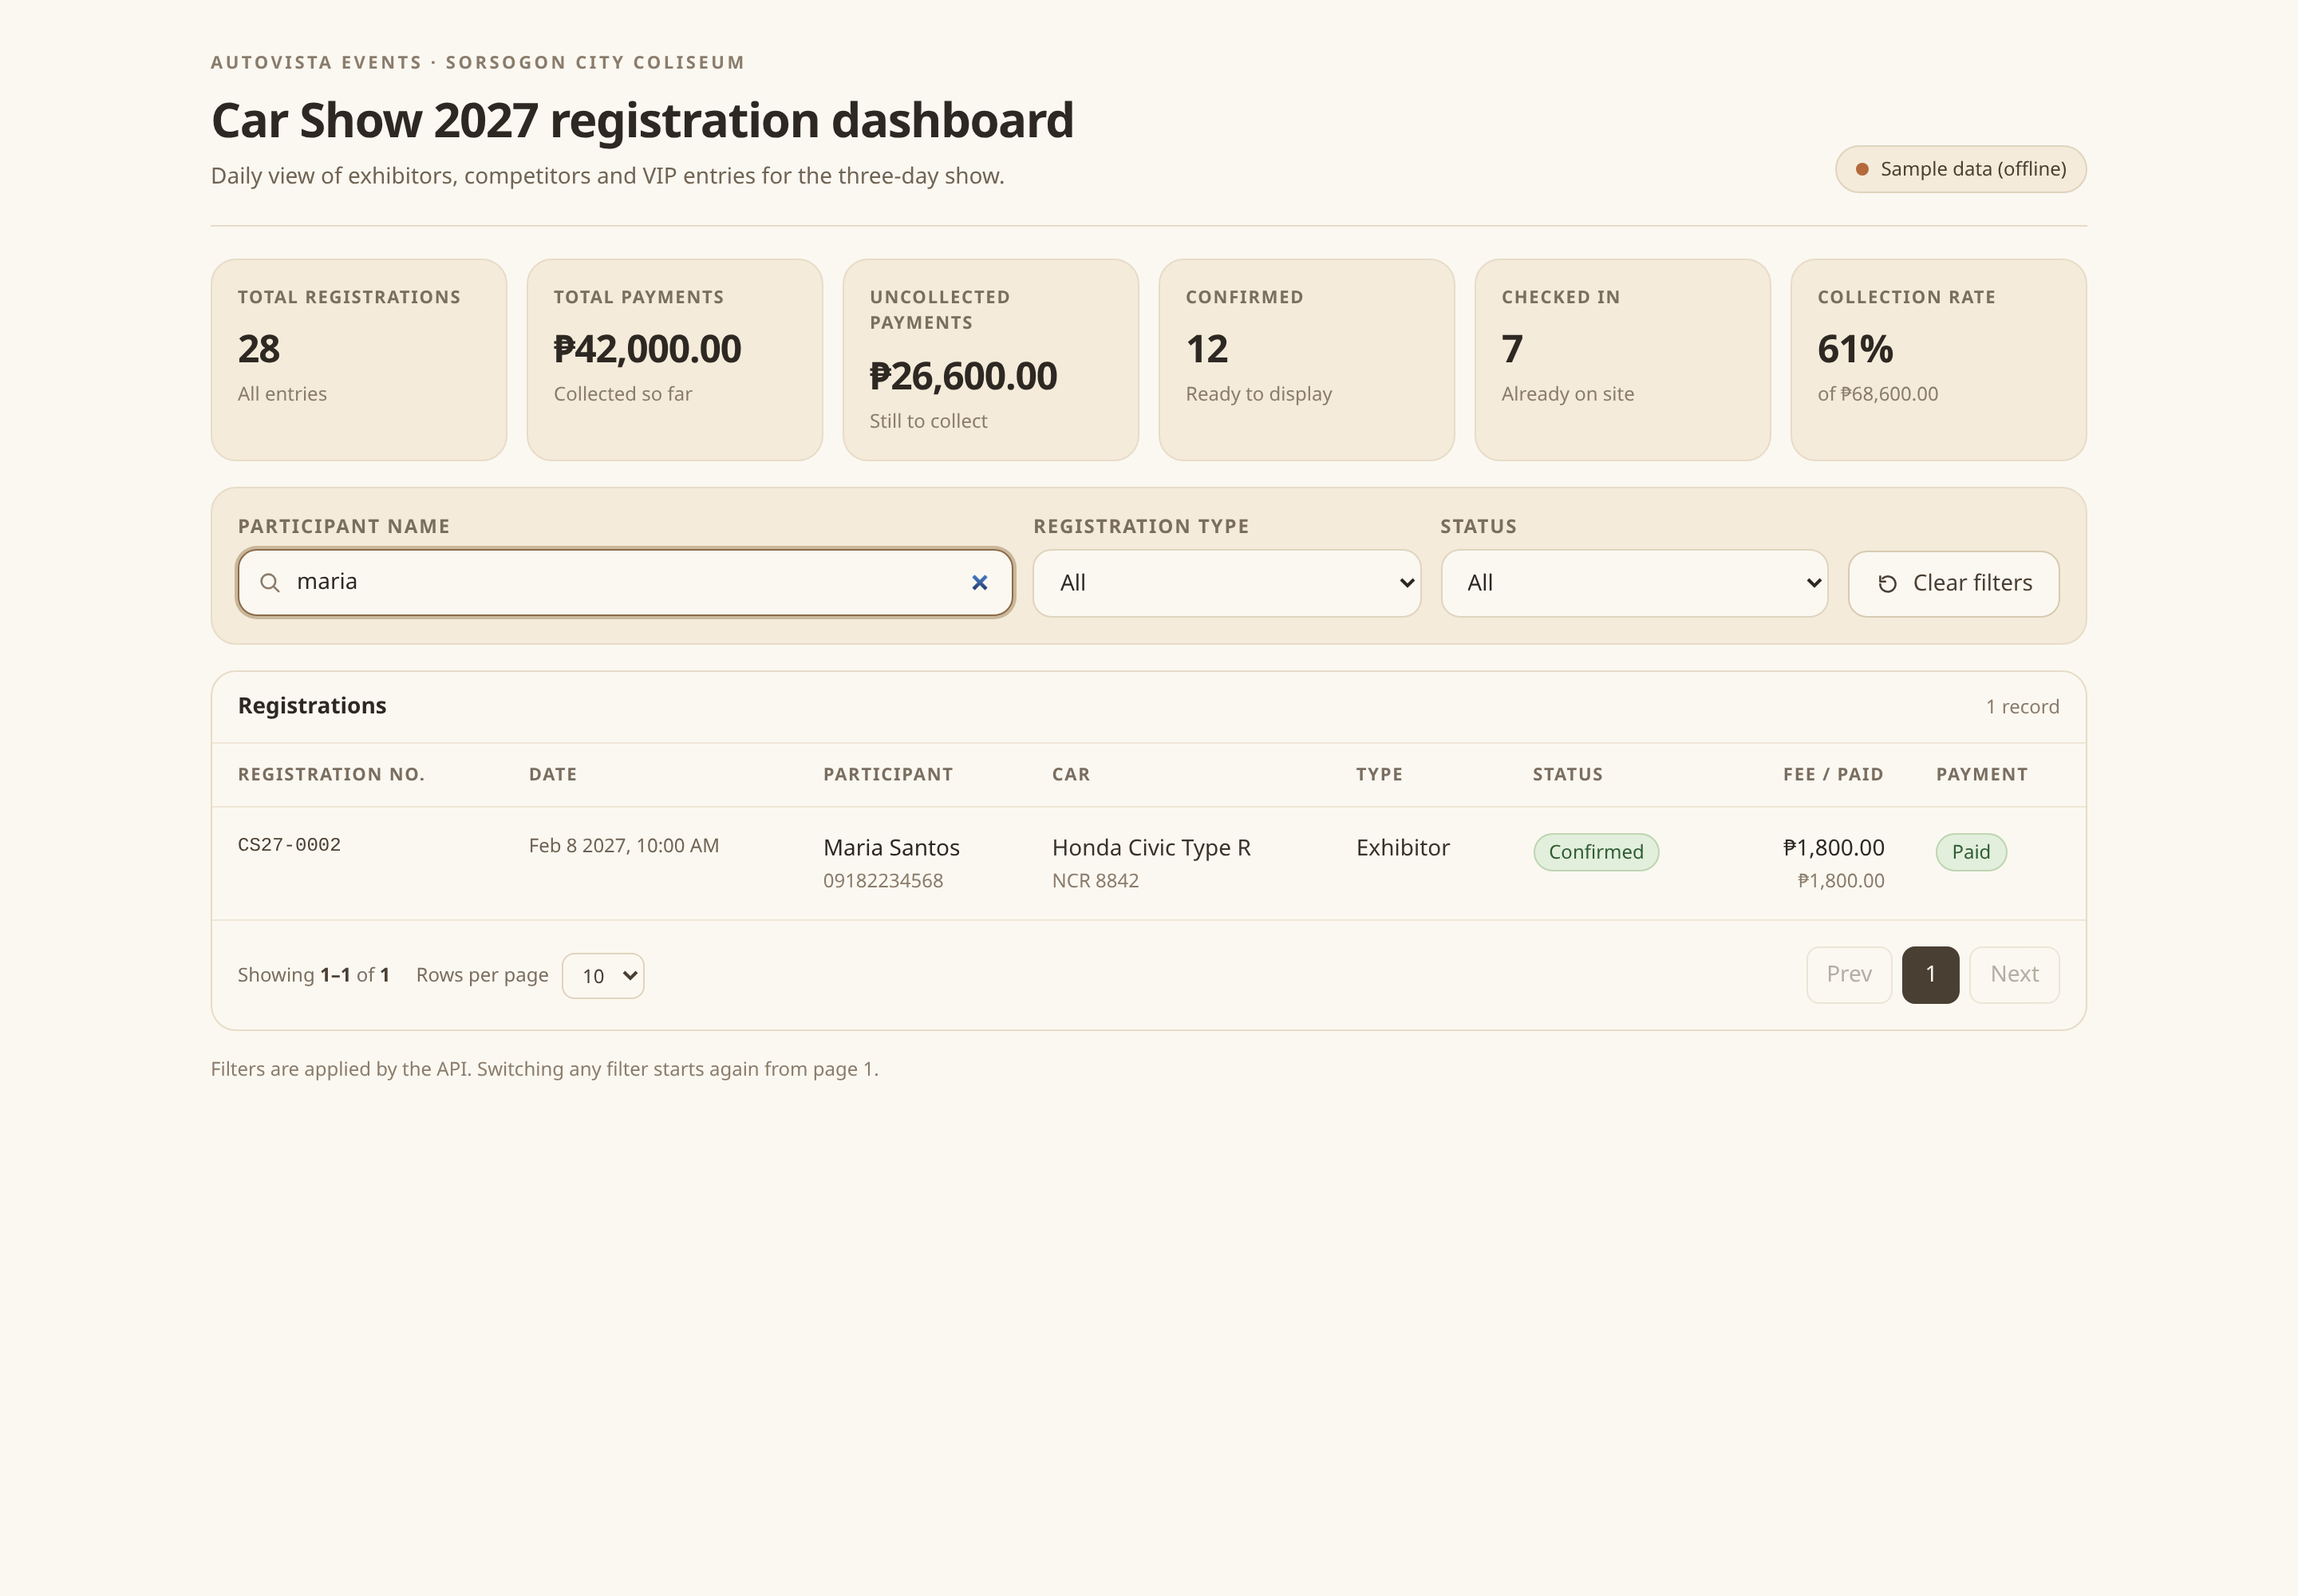 AUTOVISTA EVENTS · SORSOGON CITY COLISEUM
Car Show 2027 registration dashboard
Daily view of exhibitors, competitors and VIP entries for the three-day show.
Sample data (offline)
TOTAL REGISTRATIONS
28
All entries
TOTAL PAYMENTS
₱42,000.00
Collected so far
UNCOLLECTED
PAYMENTS
₱26,600.00
Still to collect
CONFIRMED
12
Ready to display
CHECKED IN
7
Already on site
COLLECTION RATE
61%
of ₱68,600.00
PARTICIPANT NAME
maria
REGISTRATION TYPE
All
STATUS
All
Clear filters
Registrations
1 record
REGISTRATION NO. DATE PARTICIPANT CAR TYPE STATUS FEE / PAID PAYMENT
CS27-0002 Feb 8 2027, 10:00 AM Maria Santos Honda Civic Type R Exhibitor Confirmed ₱1,800.00 Paid
09182234568 NCR 8842 ₱1,800.00
Showing 1–1 of 1 Rows per page 10 Prev 1 Next
Filters are applied by the API. Switching any filter starts again from page 1.